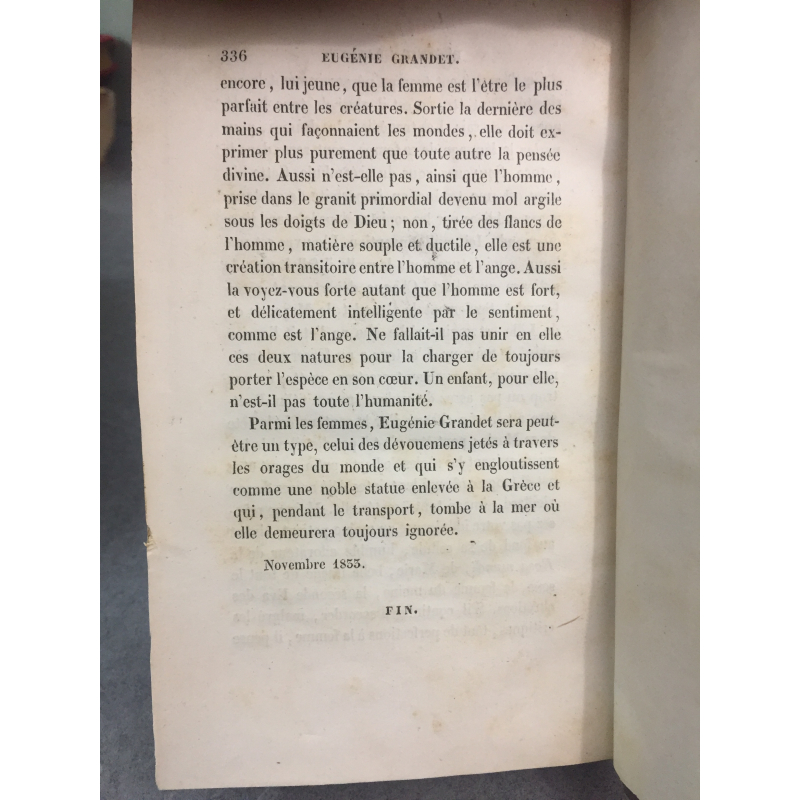 336 EUGÉNIE GRANDET.
encore, lui jeune, que la femme est l'être le plus
parfait entre les créatures. Sortie la dernière des
mains qui façonnaient les mondes, elle doit ex-
primer plus purement que toute autre la pensée
divine. Aussi n'est-elle pas, ainsi que l'homme,
prise dans le granit primordial devenu mol argile
sous les doigts de Dieu; non, tirée des flancs de
l'homme, matière souple et ductile, elle est une
création transitoire entre l'homme et l'ange. Aussi
la voyez-vous forte autant que l'homme est fort,
et délicatement intelligente par le sentiment,
comme est l'ange. Ne fallait-il pas unir en elle
ces deux natures pour la charger de toujours
porter l'espèce en son cœur. Un enfant, pour elle,
n'est-il pas toute l'humanité.
Parmi les femmes, Eugénie Grandet sera peut-
être un type, celui des dévouemens jetés à travers
les orages du monde et qui s'y engloutissent
comme une noble statue enlevée à la Grèce et
qui, pendant le transport, tombe à la mer où
elle demeurera toujours ignorée.
Novembre 1833.
FIN.